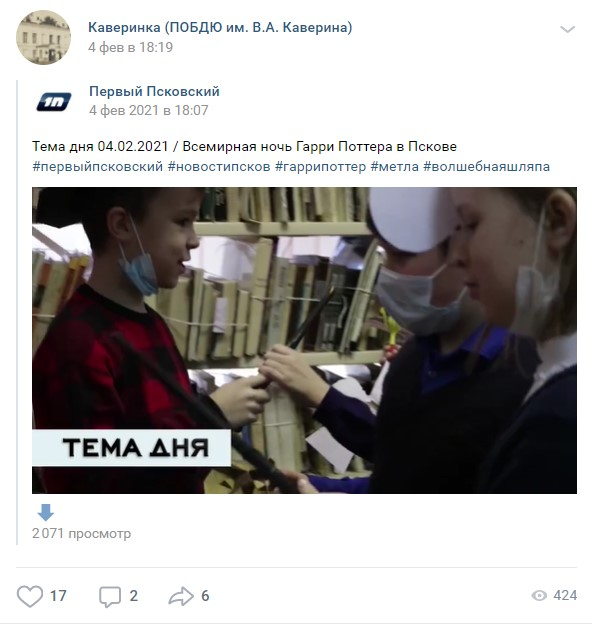 Каверинка (ПОБДЮ им. В.А. Каверина)
4 фев в 18:19
1П
Первый Псковский
4 фев 2021 в 18:07
Тема дня 04.02.2021 / Всемирная ночь Гарри Поттера в Пскове
#первыйпсковский #новостипсков #гаррипоттер #метла #волшебнаяшляпа
ТЕМА ДНЯ
2 071 просмотр
17
2
6
424